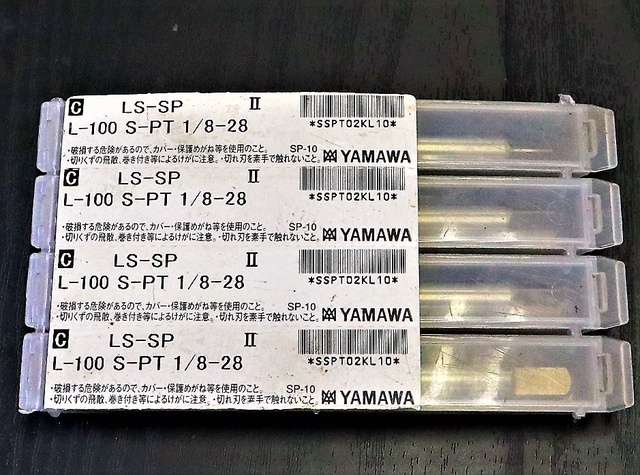 C LS-SP II
L-100 S-PT 1/8-28
*SSPT02KL10*
・破損する危険があるので、カバー・保護めがね等を使用のこと。 SP-10
・切りくずの飛散、巻き付き等によるけがに注意。・切れ刃を素手で触れないこと。 YAMAWA
C LS-SP II
L-100 S-PT 1/8-28
*SSPT02KL10*
・破損する危険があるので、カバー・保護めがね等を使用のこと。 SP-10
・切りくずの飛散、巻き付き等によるけがに注意。・切れ刃を素手で触れないこと。 YAMAWA
C LS-SP II
L-100 S-PT 1/8-28
*SSPT02KL10*
・破損する危険があるので、カバー・保護めがね等を使用のこと。 SP-10
・切りくずの飛散、巻き付き等によるけがに注意。・切れ刃を素手で触れないこと。 YAMAWA
C LS-SP II
L-100 S-PT 1/8-28
*SSPT02KL10*
・破損する危険があるので、カバー・保護めがね等を使用のこと。 SP-10
・切りくずの飛散、巻き付き等によるけがに注意。・切れ刃を素手で触れないこと。 YAMAWA